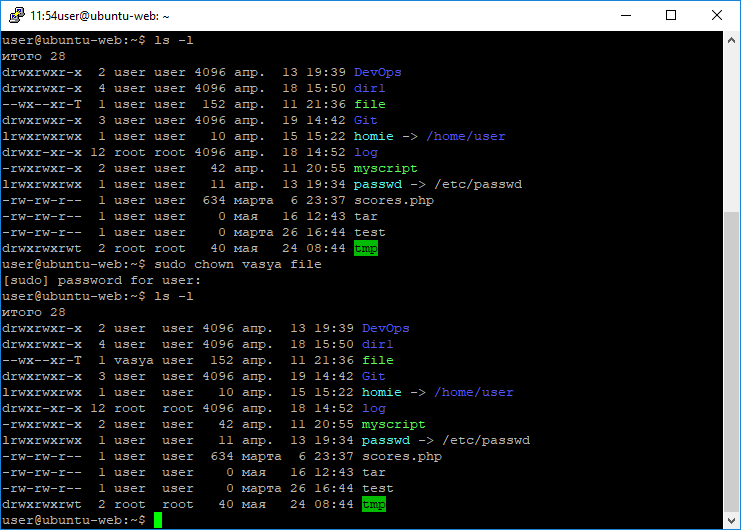 11:54user@ubuntu-web: ~
user@ubuntu-web:~$ ls -l
итого 28
drwxrwxr-x  2 user user 4096 апр.  13 19:39 DevOps
drwxrwxr-x  4 user user 4096 апр.  18 15:50 dir1
--wx--xr-T  1 user user  152 апр.  11 21:36 file
drwxrwxr-x  3 user user 4096 апр.  19 14:42 Git
lrwxrwxrwx  1 user user   10 апр.  15 15:22 homie -> /home/user
drwxr-xr-x 12 root root 4096 апр.  18 14:52 log
-rwxrwxr-x  2 user user   42 апр.  11 20:55 myscript
lrwxrwxrwx  1 user user   11 апр.  13 19:34 passwd -> /etc/passwd
-rw-rw-r--  1 user user  634 марта  6 23:37 scores.php
-rw-rw-r--  1 user user    0 мая   16 12:43 tar
-rw-rw-r--  1 user user    0 марта 26 16:44 test
drwxrwxrwt  2 root root   40 мая   24 08:44 tmp
user@ubuntu-web:~$ sudo chown vasya file
[sudo] password for user:
user@ubuntu-web:~$ ls -l
итого 28
drwxrwxr-x  2 user  user 4096 апр.  13 19:39 DevOps
drwxrwxr-x  4 user  user 4096 апр.  18 15:50 dir1
--wx--xr-T  1 vasya user  152 апр.  11 21:36 file
drwxrwxr-x  3 user  user 4096 апр.  19 14:42 Git
lrwxrwxrwx  1 user  user   10 апр.  15 15:22 homie -> /home/user
drwxr-xr-x 12 root  root 4096 апр.  18 14:52 log
-rwxrwxr-x  2 user  user   42 апр.  11 20:55 myscript
lrwxrwxrwx  1 user  user   11 апр.  13 19:34 passwd -> /etc/passwd
-rw-rw-r--  1 user  user  634 марта  6 23:37 scores.php
-rw-rw-r--  1 user  user    0 мая   16 12:43 tar
-rw-rw-r--  1 user  user    0 марта 26 16:44 test
drwxrwxrwt  2 root  root   40 мая   24 08:44 tmp
user@ubuntu-web:~$